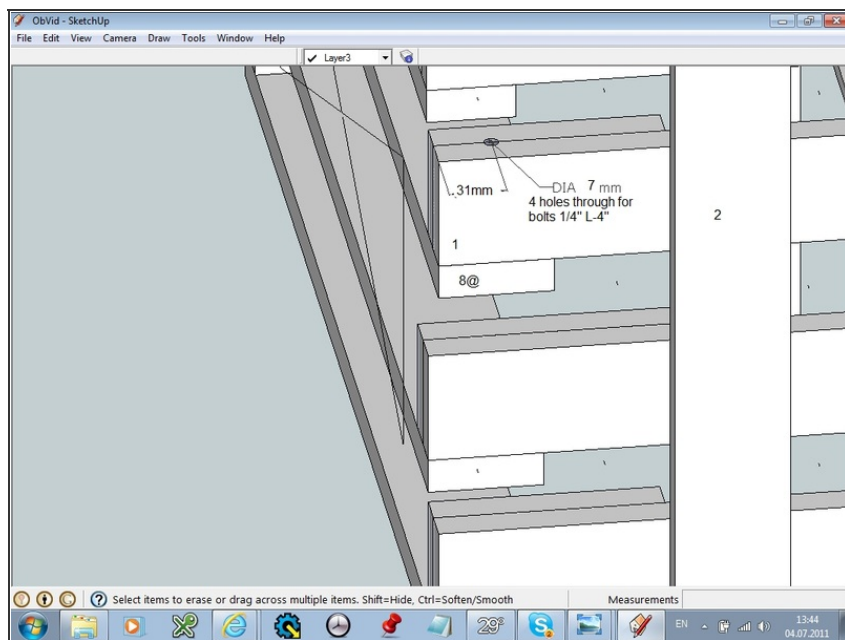 ObVid - SketchUp
File Edit View Camera Draw Tools Window Help
Layer3
31mm
DIA 7 mm
4 holes through for
bolts 1/4" L-4"
1
2
8@
Select items to erase or drag across multiple items. Shift=Hide, Ctrl=Soften/Smooth
Measurements
29°
EN
13:44
04.07.2011